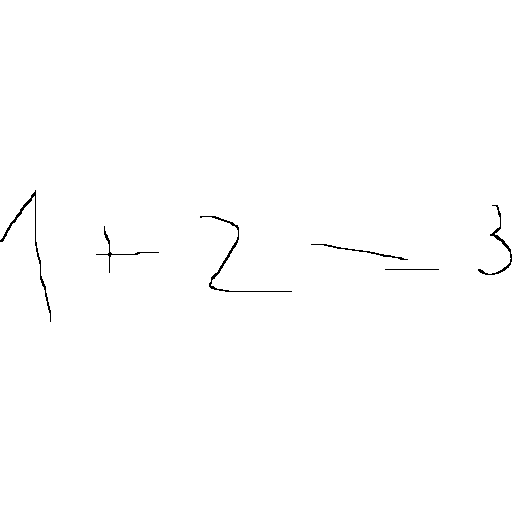 1 + 2 = 3